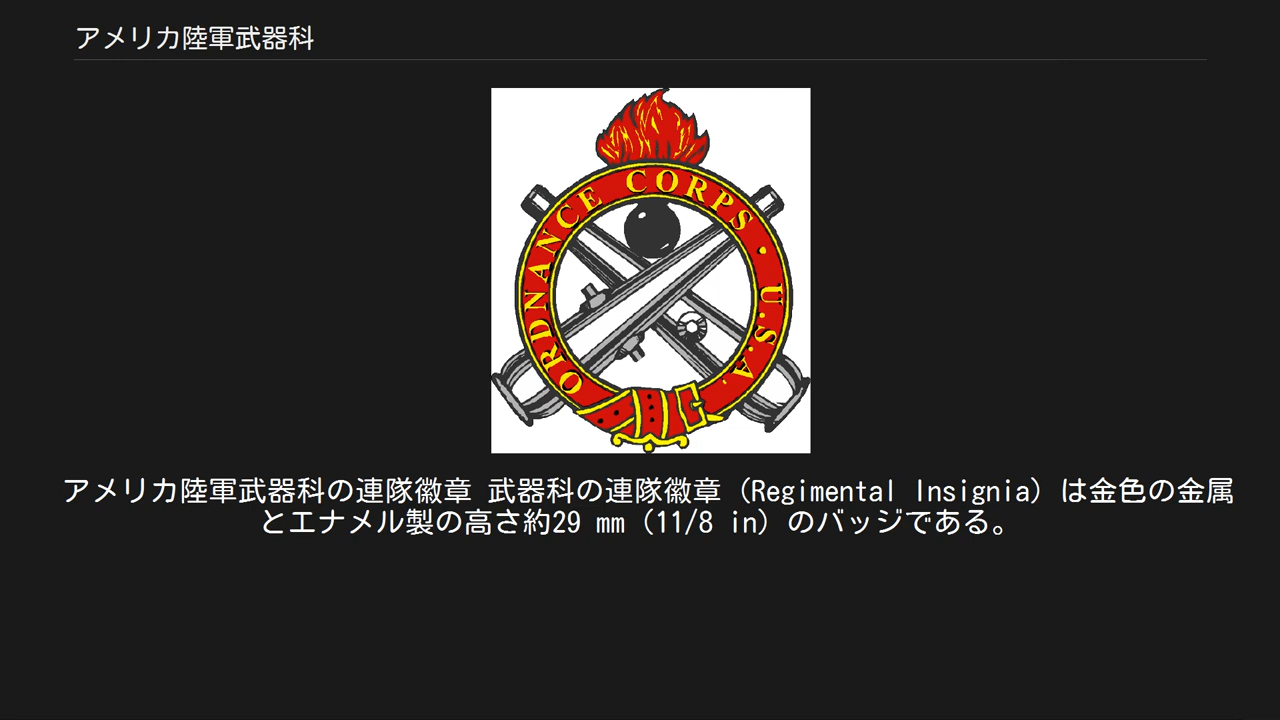 アメリカ陸軍武器科
ORDNANCE CORPS • U.S.A.
アメリカ陸軍武器科の連隊徽章 武器科の連隊徽章（Regimental Insignia）は金色の金属
とエナメル製の高さ約29 mm（11/8 in）のバッジである。